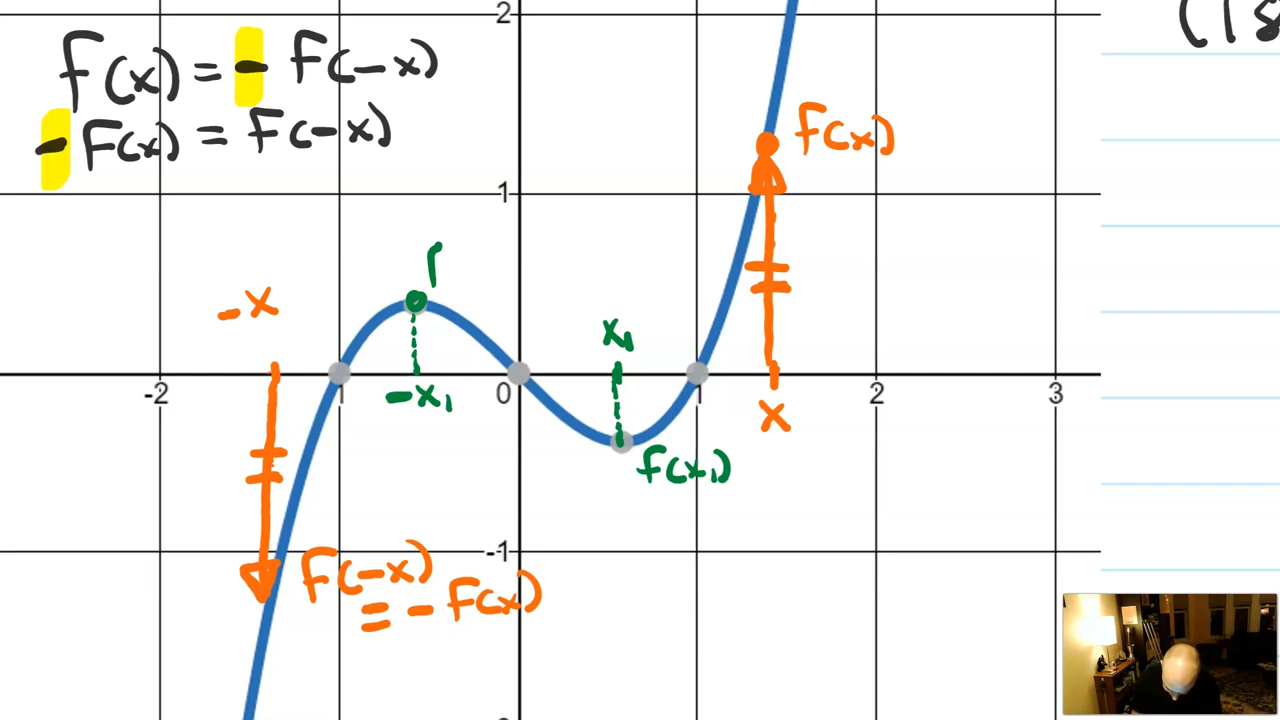 f(x) = - f(-x)
- f(x) = f(-x)
2
1
f(x)
-x
x₁
-2
-x₁
0
1
2
3
x
f(x₁)
-1
f(-x)
= - f(x)